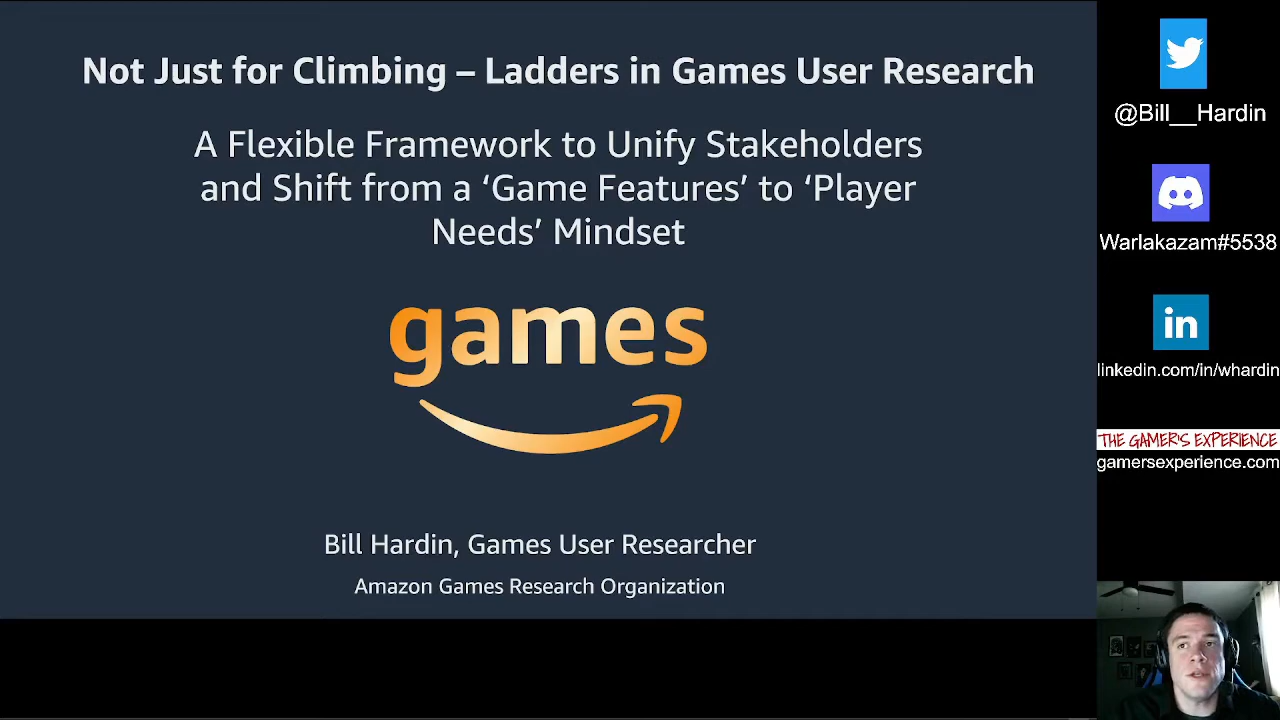 Not Just for Climbing – Ladders in Games User Research
A Flexible Framework to Unify Stakeholders
and Shift from a ‘Game Features’ to ‘Player
Needs’ Mindset
games
Bill Hardin, Games User Researcher
Amazon Games Research Organization
@Bill__Hardin
Warlakazam#5538
in
linkedin.com/in/whardin
THE GAMER'S EXPERIENCE
gamersexperience.com